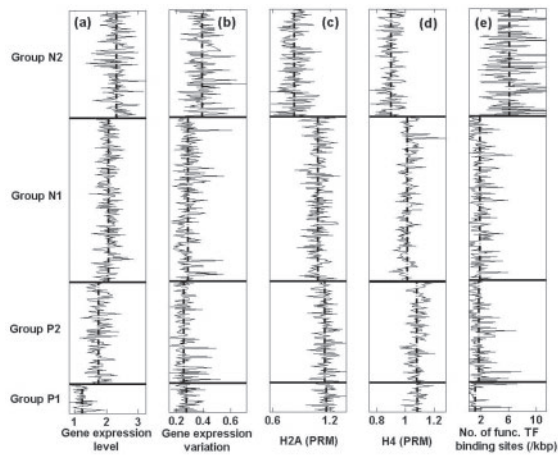 (a) (b) (c) (d) (e)
Group N2
Group N1
Group P2
Group P1
1 2 3 0.2 0.4 0.6 0.6 1.2 0.8 1 1.2 1 6 10
Gene expression level
Gene expression variation
H2A (PRM)
H4 (PRM)
No. of func. TF binding sites (/kbp)